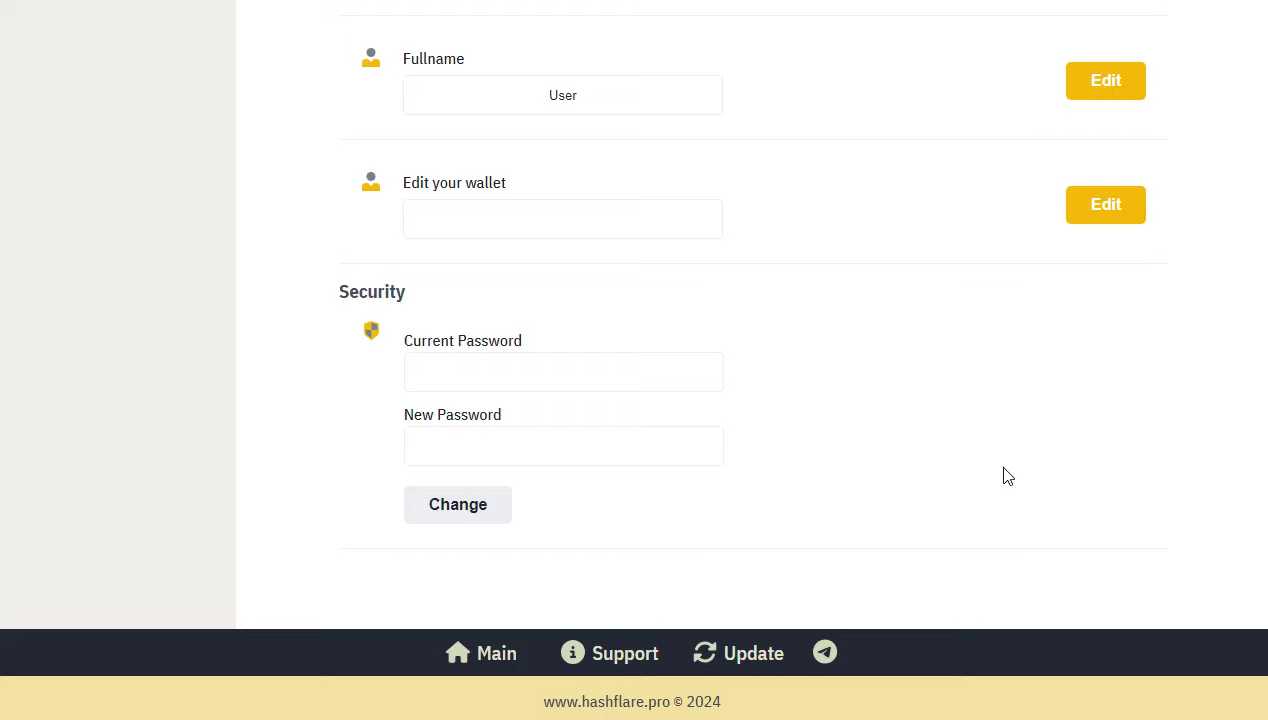 Fullname
User
Edit
Edit your wallet
Edit
Security
Current Password
New Password
Change
Main
Support
Update
www.hashflare.pro © 2024